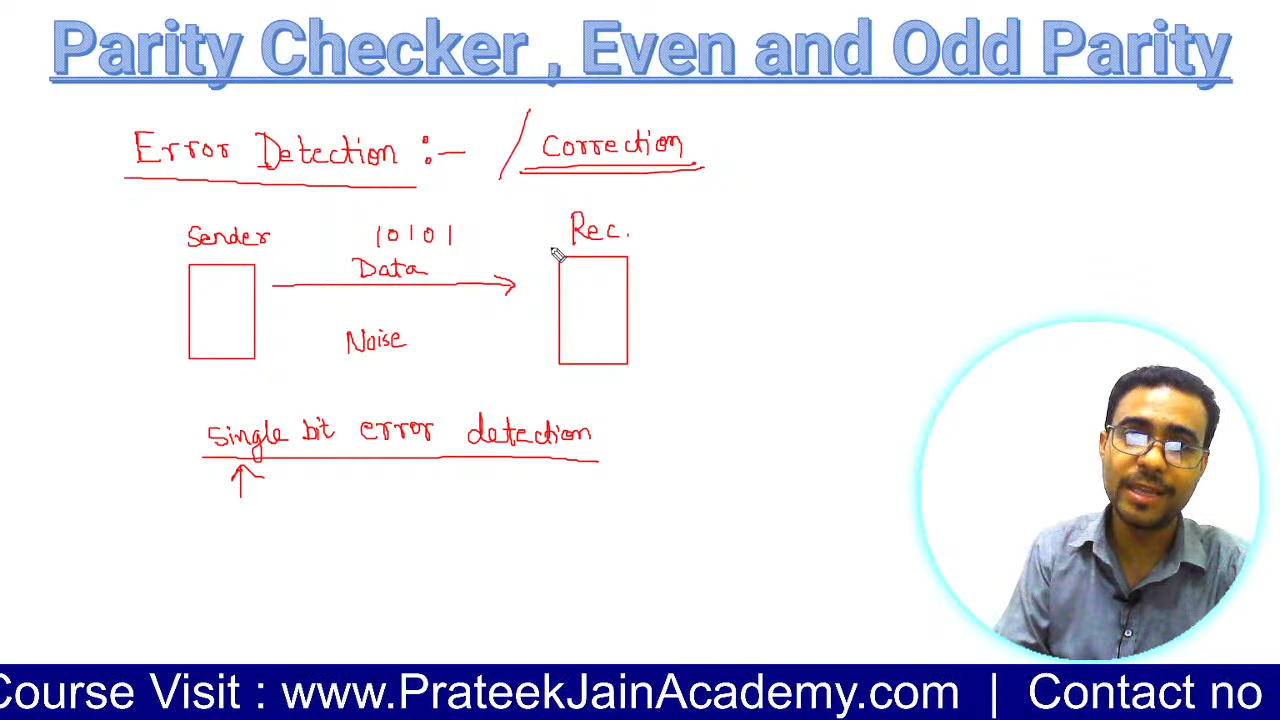 Parity Checker , Even and Odd Parity
Error Detection :- / Correction
Sender 10101 Rec.
Data
Noise
Single bit error detection
Course Visit : www.PrateekJainAcademy.com | Contact no